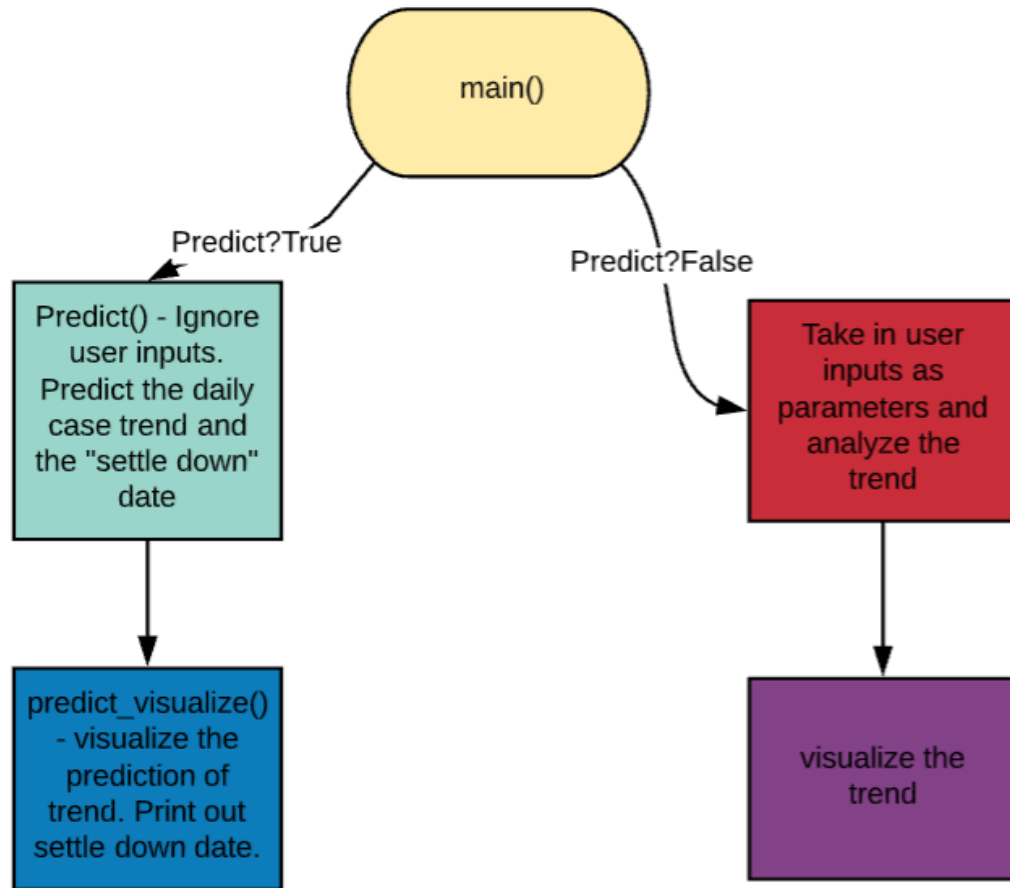 main()
Predict?True
Predict?False
Predict() - Ignore
user inputs.
Predict the daily
case trend and
the "settle down"
date
Take in user
inputs as
parameters and
analyze the
trend
predict_visualize()
- visualize the
prediction of
trend. Print out
settle down date.
visualize the
trend